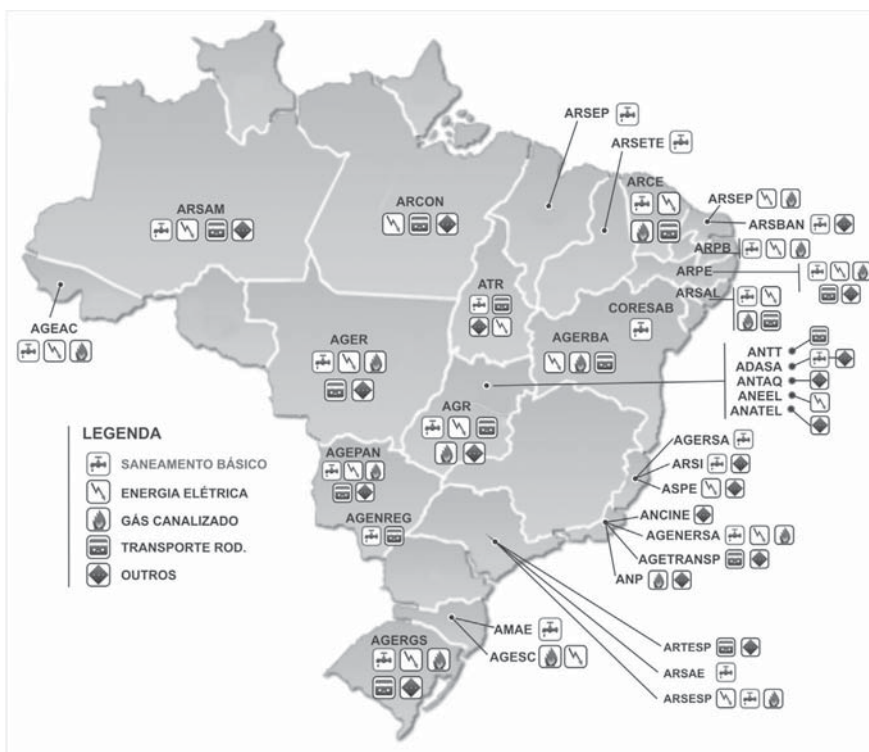 ARSEP
ARSETE
ARCE
ARSEP
ARSBAN
ARPB
ARPE
ARSAL
ARSAM
ARCON
ATR
CORESAB
AGEAC
AGER
AGERBA
ANTT
ADASA
ANTAQ
ANEEL
ANATEL
AGR
LEGENDA
SANEAMENTO BÁSICO
ENERGIA ELÉTRICA
GÁS CANALIZADO
TRANSPORTE ROD.
OUTROS
AGEPAN
AGENREG
AGERSA
ARSI
ASPE
ANCINE
AGENERSA
AGETRANSP
ANP
AMAE
AGESC
AGERGS
ARTESP
ARSAE
ARSESP